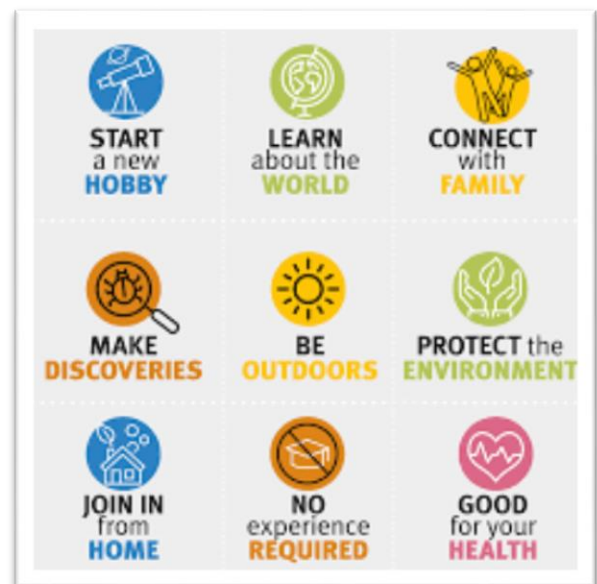 START
a new
HOBBY
LEARN
about the
WORLD
CONNECT
with
FAMILY
MAKE
DISCOVERIES
BE
OUTDOORS
PROTECT the
ENVIRONMENT
JOIN IN
from
HOME
NO
experience
REQUIRED
GOOD
for your
HEALTH